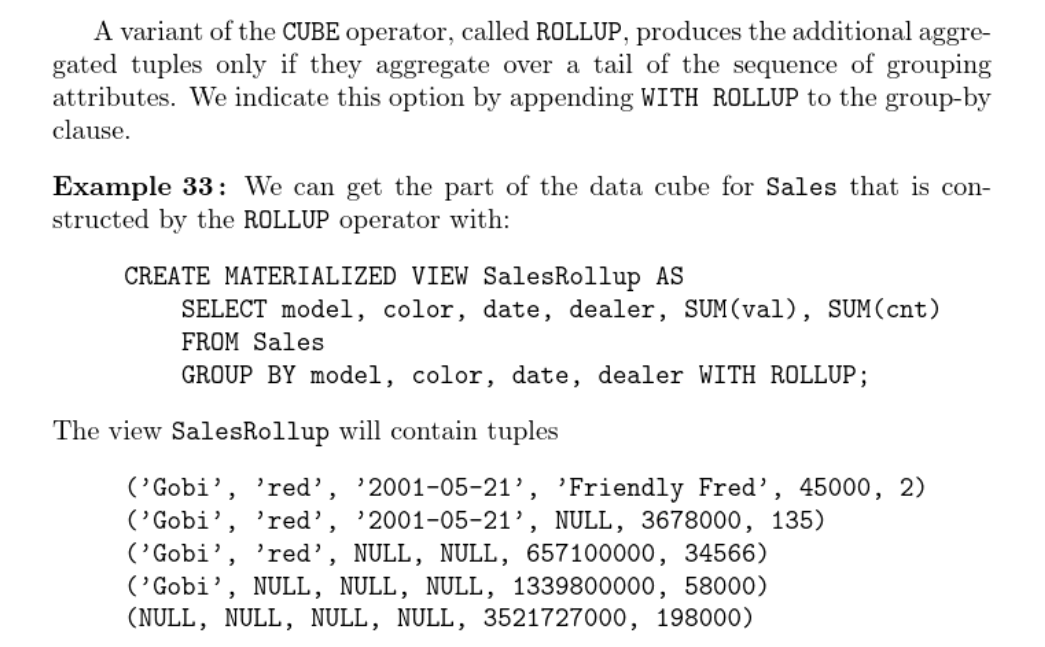 A variant of the CUBE operator, called ROLLUP, produces the additional aggre-
gated tuples only if they aggregate over a tail of the sequence of grouping
attributes. We indicate this option by appending WITH ROLLUP to the group-by
clause.
Example 33: We can get the part of the data cube for Sales that is con-
structed by the ROLLUP operator with:
CREATE MATERIALIZED VIEW SalesRollup AS
SELECT model, color, date, dealer, SUM(val), SUM(cnt)
FROM Sales
GROUP BY model, color, date, dealer WITH ROLLUP;
The view SalesRollup will contain tuples
(’Gobi’, ’red’, ’2001-05-21’, ’Friendly Fred’, 45000, 2)
(’Gobi’, ’red’, ’2001-05-21’, NULL, 3678000, 135)
(’Gobi’, ’red’, NULL, NULL, 657100000, 34566)
(’Gobi’, NULL, NULL, NULL, 1339800000, 58000)
(NULL, NULL, NULL, NULL, 3521727000, 198000)